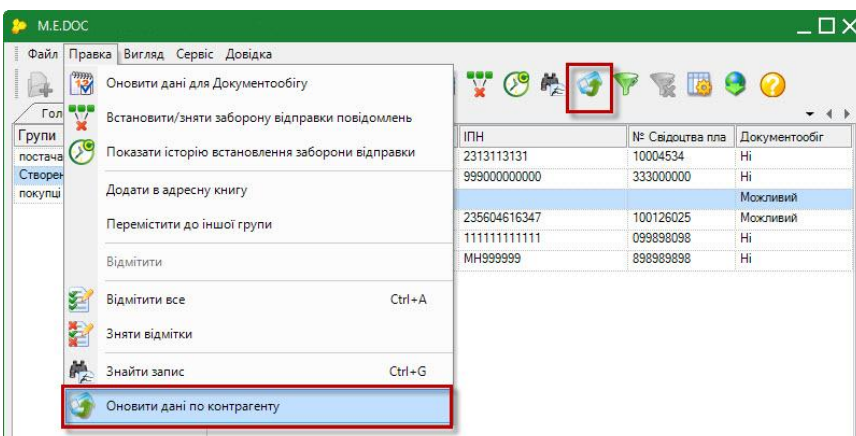 M.E.DOC
Файл Правка Вигляд Сервіс Довідка
Оновити дані для Документообігу
Встановити/зняти заборону відправки повідомлень
Показати історію встановлення заборони відправки
Додати в адресну книгу
Перемістити до іншої групи
Відмітити
Відмітити все Ctrl+A
Зняти відмітки
Знайти запис Ctrl+G
Оновити дані по контрагенту
Гол
Групи
постача
Створен
покупці
ІПН № Свідоцтва пла Документообіг
2313113131 10004534 Ні
999000000000 333000000 Ні
Можливий
235604616347 100126025 Можливий
111111111111 099898098 Ні
МН999999 898989898 Ні